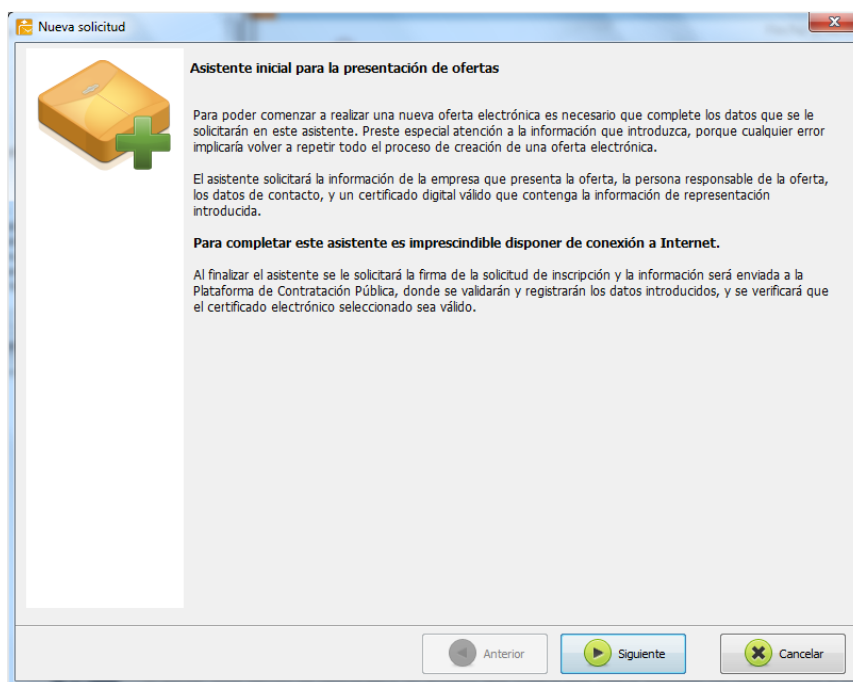 Nueva solicitud
Asistente inicial para la presentación de ofertas
Para poder comenzar a realizar una nueva oferta electrónica es necesario que complete los datos que se le
solicitarán en este asistente. Preste especial atención a la información que introduzca, porque cualquier error
implicaría volver a repetir todo el proceso de creación de una oferta electrónica.
El asistente solicitará la información de la empresa que presenta la oferta, la persona responsable de la oferta,
los datos de contacto, y un certificado digital válido que contenga la información de representación
introducida.
Para completar este asistente es imprescindible disponer de conexión a Internet.
Al finalizar el asistente se le solicitará la firma de la solicitud de inscripción y la información será enviada a la
Plataforma de Contratación Pública, donde se validarán y registrarán los datos introducidos, y se verificará que
el certificado electrónico seleccionado sea válido.
Anterior
Siguiente
Cancelar